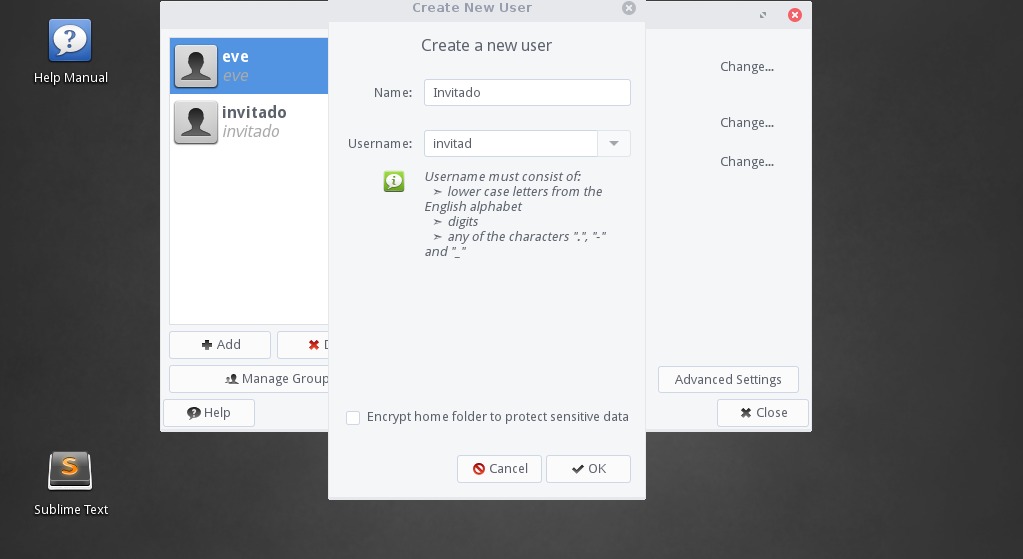 Create New User
Help Manual
eve
eve
invitado
invitado
Create a new user
Name:
Invitado
Username:
invitad
Username must consist of:
➣ lower case letters from the
English alphabet
➣ digits
➣ any of the characters ".", "-"
and "_"
Change...
Change...
Change...
Add
Manage Group
Help
Encrypt home folder to protect sensitive data
Cancel
OK
Advanced Settings
Close
Sublime Text